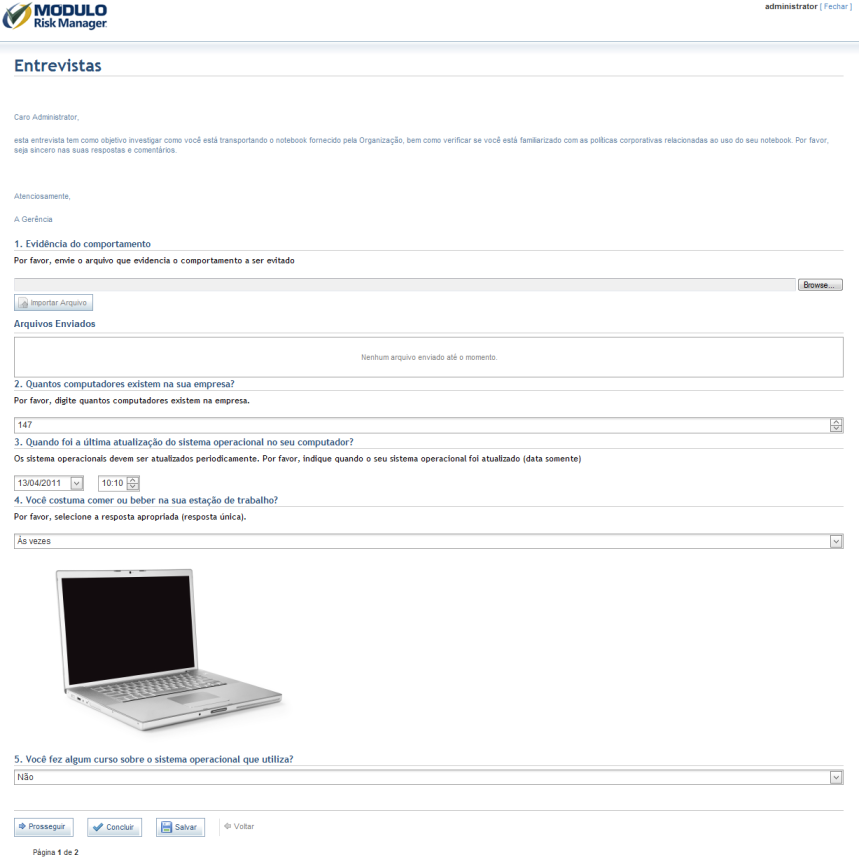 MODULO
Risk Manager
administrator [ Fechar ]
Entrevistas
Caro Administrator,
esta entrevista tem como objetivo investigar como você está transportando o notebook fornecido pela Organização, bem como verificar se você está familiarizado com as políticas corporativas relacionadas ao uso do seu notebook. Por favor,
seja sincero nas suas respostas e comentários.
Atenciosamente,
A Gerência
1. Evidência do comportamento
Por favor, envie o arquivo que evidencia o comportamento a ser evitado
Browse...
Importar Arquivo
Arquivos Enviados
Nenhum arquivo enviado até o momento.
2. Quantos computadores existem na sua empresa?
Por favor, digite quantos computadores existem na empresa.
147
3. Quando foi a última atualização do sistema operacional no seu computador?
Os sistema operacionais devem ser atualizados periodicamente. Por favor, indique quando o seu sistema operacional foi atualizado (data somente)
13/04/2011 10:10
4. Você costuma comer ou beber na sua estação de trabalho?
Por favor, selecione a resposta apropriada (resposta única).
Às vezes
5. Você fez algum curso sobre o sistema operacional que utiliza?
Não
Prosseguir Concluir Salvar Voltar
Página 1 de 2